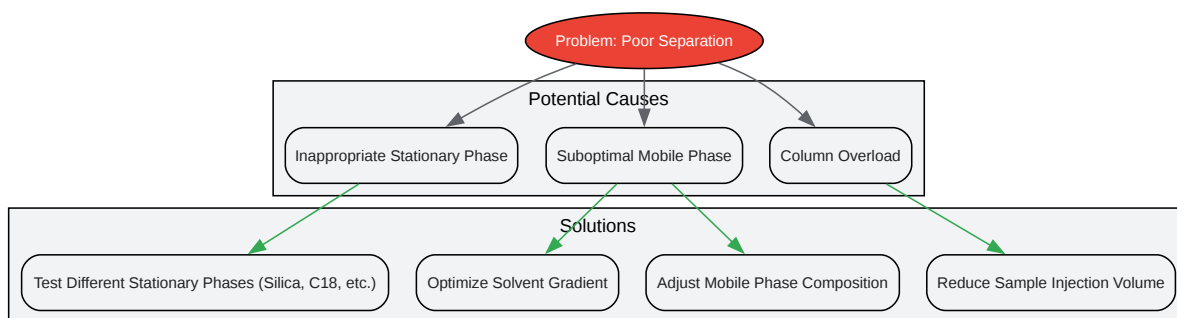 Problem: Poor Separation
Potential Causes
Inappropriate Stationary Phase
Suboptimal Mobile Phase
Column Overload
Solutions
Test Different Stationary Phases (Silica, C18, etc.)
Optimize Solvent Gradient
Adjust Mobile Phase Composition
Reduce Sample Injection Volume